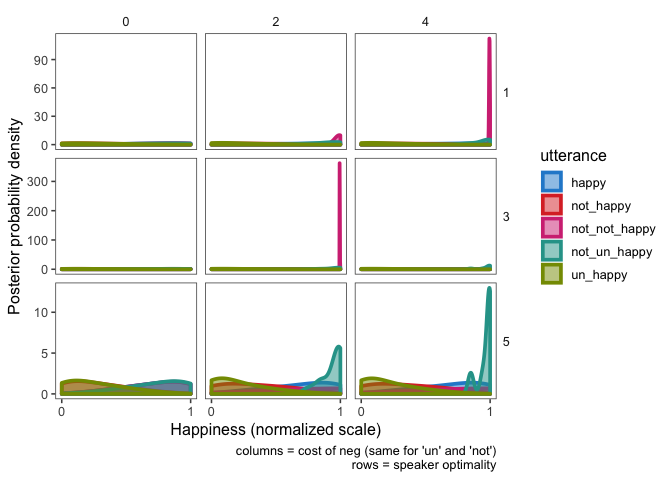 0 2 4
Posterior probability density
90
60
30
0
1
300
200
100
0
3
10
5
0
5
0 1 0 1 0 1
Happiness (normalized scale)
columns = cost of neg (same for 'un' and 'not')
rows = speaker optimality
utterance
happy
not_happy
not_not_happy
not_un_happy
un_happy